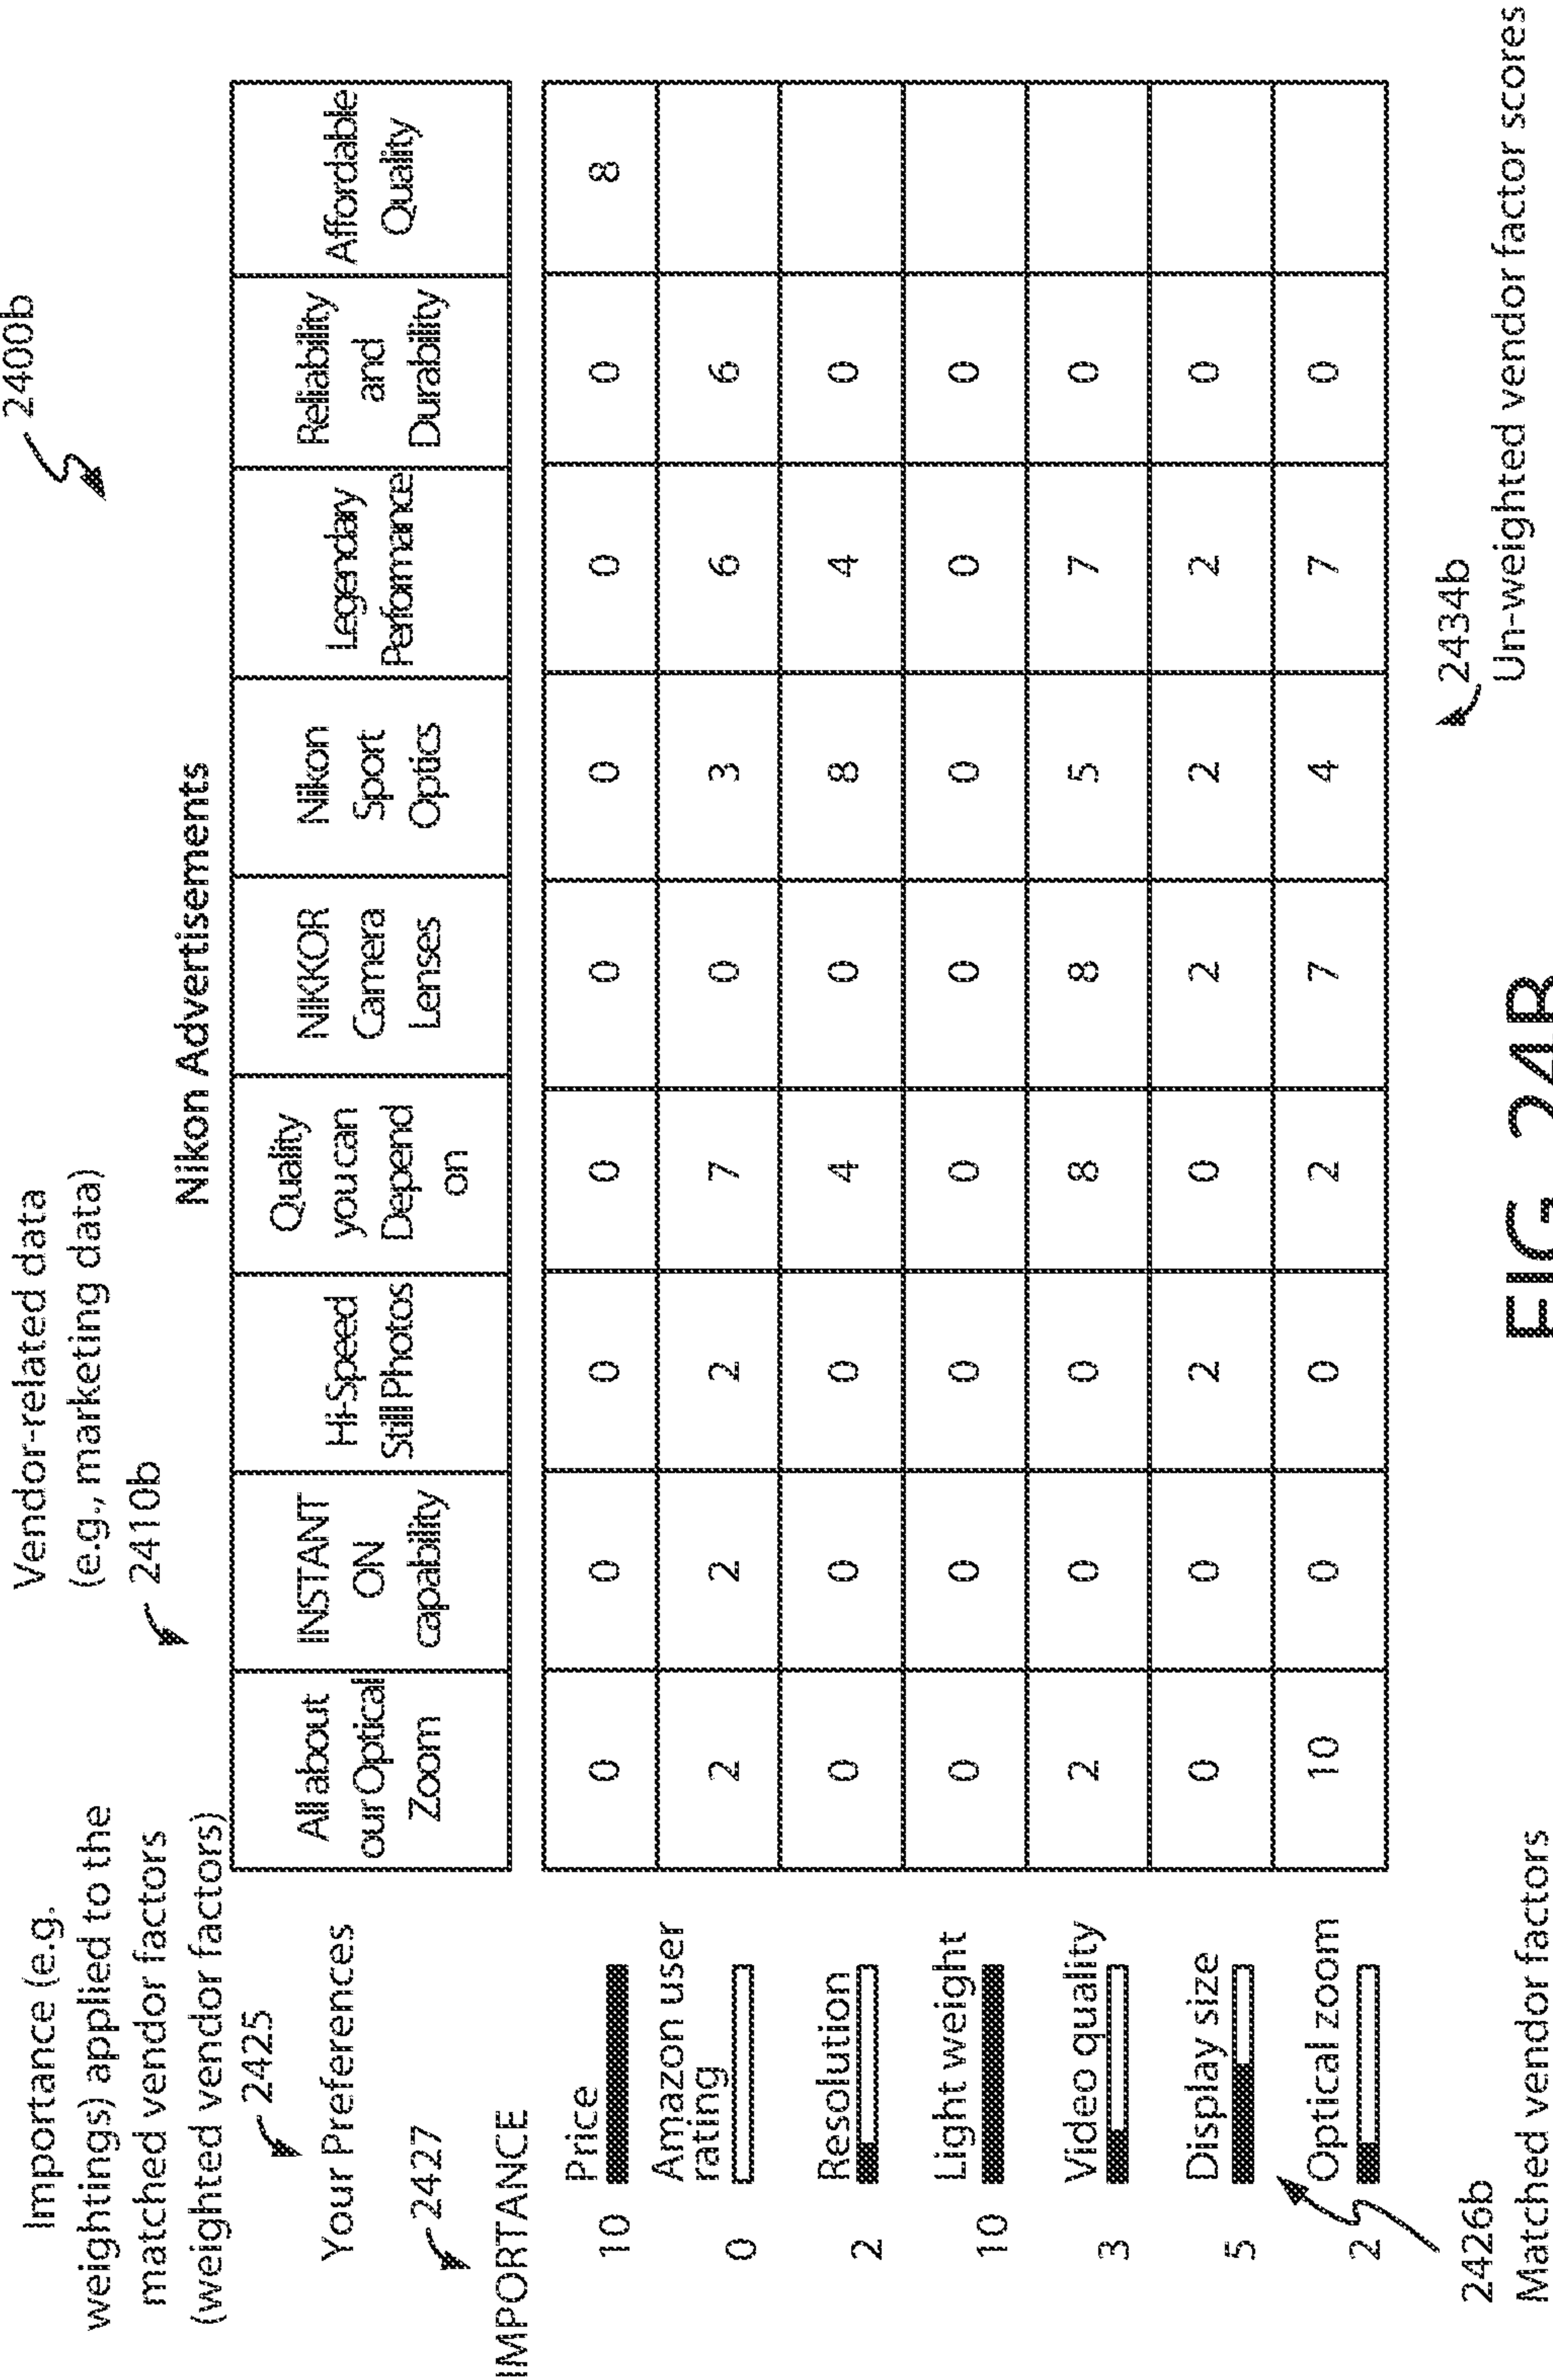 2400b
Vendor-related data
(e.g., marketing data)
2410b
Importance (e.g.
weightings) applied to the
matched vendor factors
(weighted vendor factors)
2425
Nikon Advertisements
Your Preferences
2427
IMPORTANCE
All about
our Optical
Zoom
INSTANT
ON
capability
Hi-Speed
Still Photos
Quality
you can
Depend
on
NIKKOR
Camera
Lenses
Nikon
Sport
Optics
Legendary
Performance
Reliability
and
Durability
Affordable
Quality
10 Price 0 0 0 0 0 0 0 0 8
Amazon user
0 rating 2 2 2 7 0 3 6 6
2 Resolution 0 0 0 4 0 8 4 0
10 Light weight 0 0 0 0 0 0 0 0
3 Video quality 2 0 0 8 8 5 7 0
5 Display size 0 0 2 0 2 2 2 0
2 Optical zoom 10 0 0 2 7 4 7 0
2426b
Matched vendor factors
2434b
Un-weighted vendor factor scores
FIG. 24B